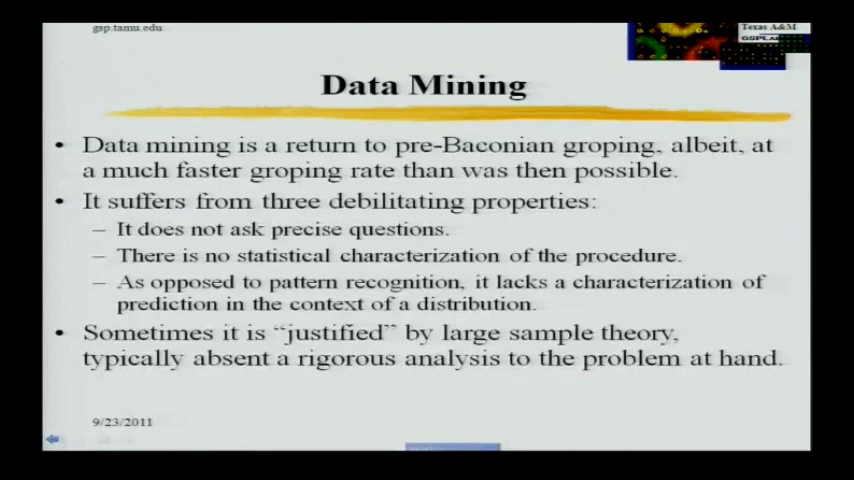 gsp.tamu.edu
Texas A&M
Data Mining
• Data mining is a return to pre-Baconian groping, albeit, at
a much faster groping rate than was then possible.
• It suffers from three debilitating properties:
– It does not ask precise questions.
– There is no statistical characterization of the procedure.
– As opposed to pattern recognition, it lacks a characterization of
prediction in the context of a distribution.
• Sometimes it is “justified” by large sample theory,
typically absent a rigorous analysis to the problem at hand.
9/23/2011